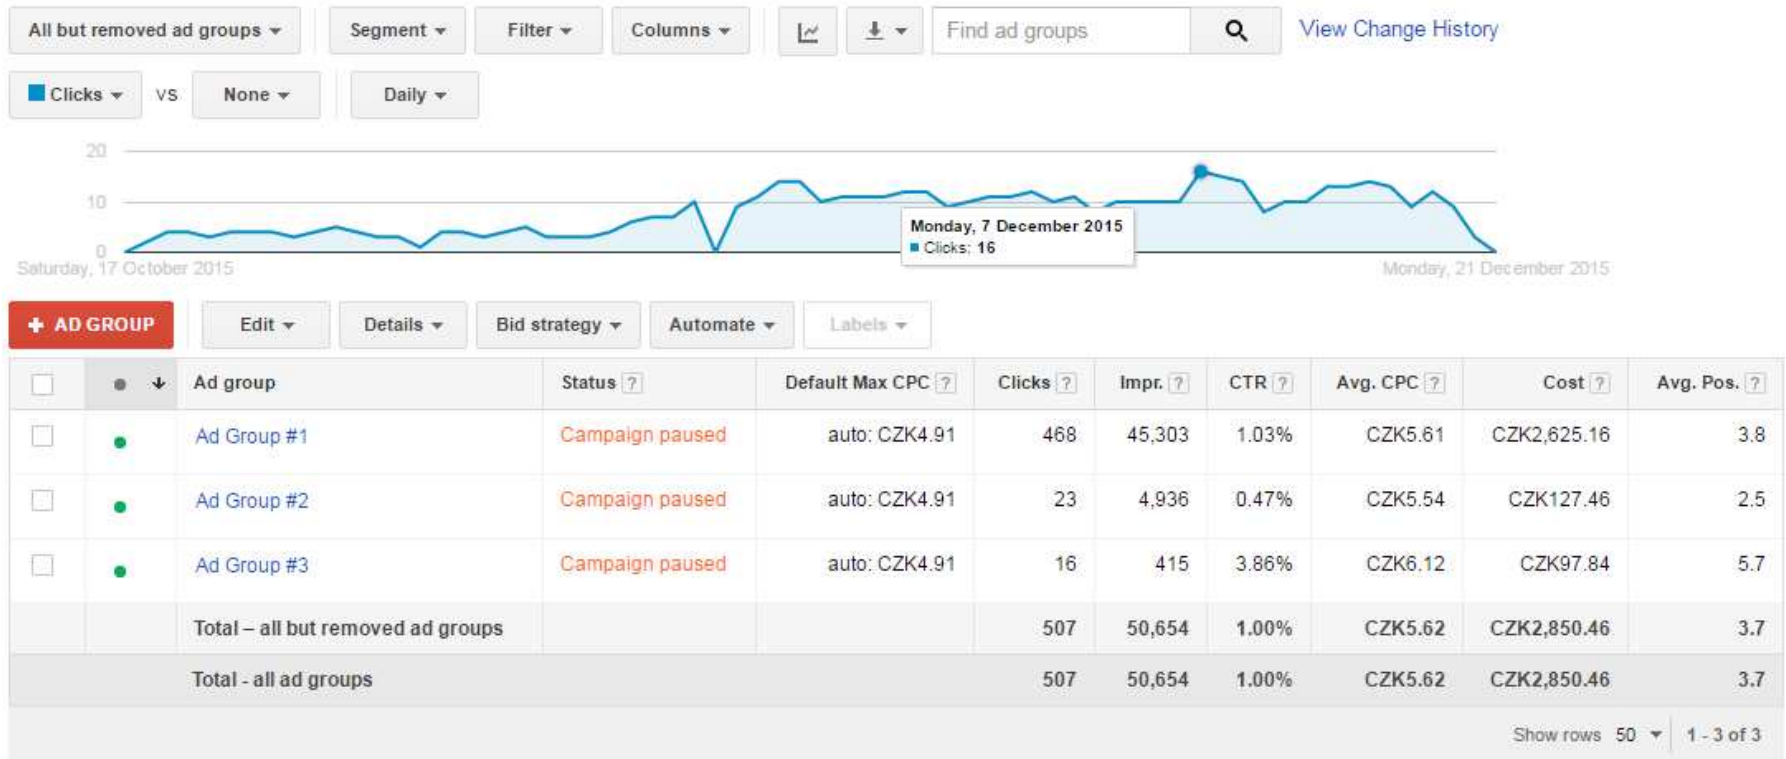 All but removed ad groups Segment Filter Columns Find ad groups View Change History
Clicks VS None Daily
20
10
Monday, 7 December 2015
Clicks: 16
0
Saturday, 17 October 2015 Monday, 21 December 2015
+ AD GROUP Edit Details Bid strategy Automate Labels
Ad group Status ? Default Max CPC ? Clicks ? Impr. ? CTR ? Avg. CPC ? Cost ? Avg. Pos. ?
Ad Group #1 Campaign paused auto: CZK4.91 468 45,303 1.03% CZK5.61 CZK2,625.16 3.8
Ad Group #2 Campaign paused auto: CZK4.91 23 4,936 0.47% CZK5.54 CZK127.46 2.5
Ad Group #3 Campaign paused auto: CZK4.91 16 415 3.86% CZK6.12 CZK97.84 5.7
Total – all but removed ad groups 507 50,654 1.00% CZK5.62 CZK2,850.46 3.7
Total - all ad groups 507 50,654 1.00% CZK5.62 CZK2,850.46 3.7
Show rows 50 1 - 3 of 3